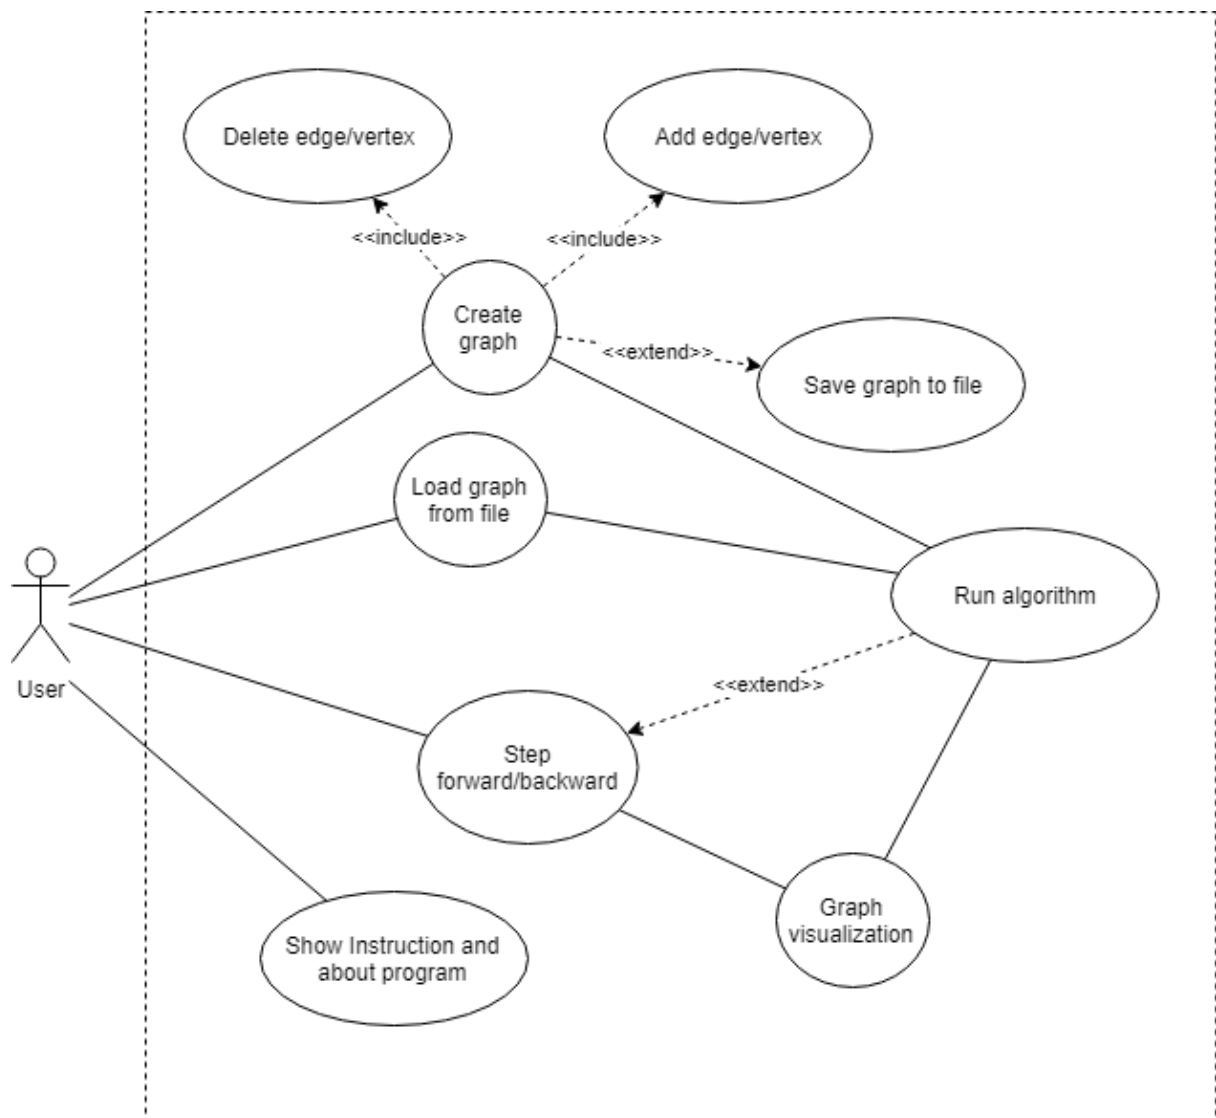 Delete edge/vertex
Add edge/vertex
<<include>>
<<include>>
Create
graph
<<extend>>
Save graph to file
Load graph
from file
Run algorithm
User
<<extend>>
Step
forward/backward
Graph
visualization
Show Instruction and
about program